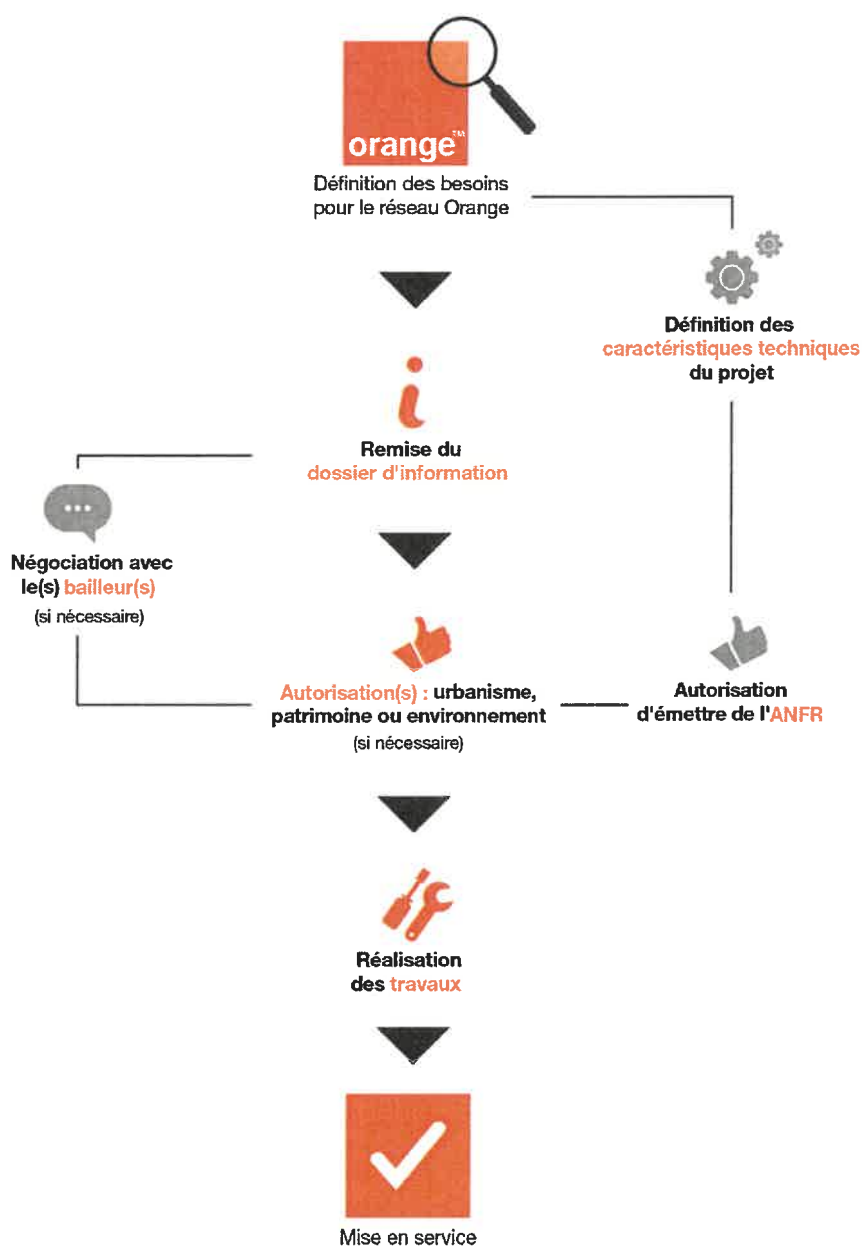 orange™
Définition des besoins
pour le réseau Orange
Définition des
caractéristiques techniques
du projet
Remise du
dossier d'information
Négociation avec
le(s) bailleur(s)
(si nécessaire)
Autorisation(s) : urbanisme,
patrimoine ou environnement
(si nécessaire)
Autorisation
d'émettre de l'ANFR
Réalisation
des travaux
Mise en service